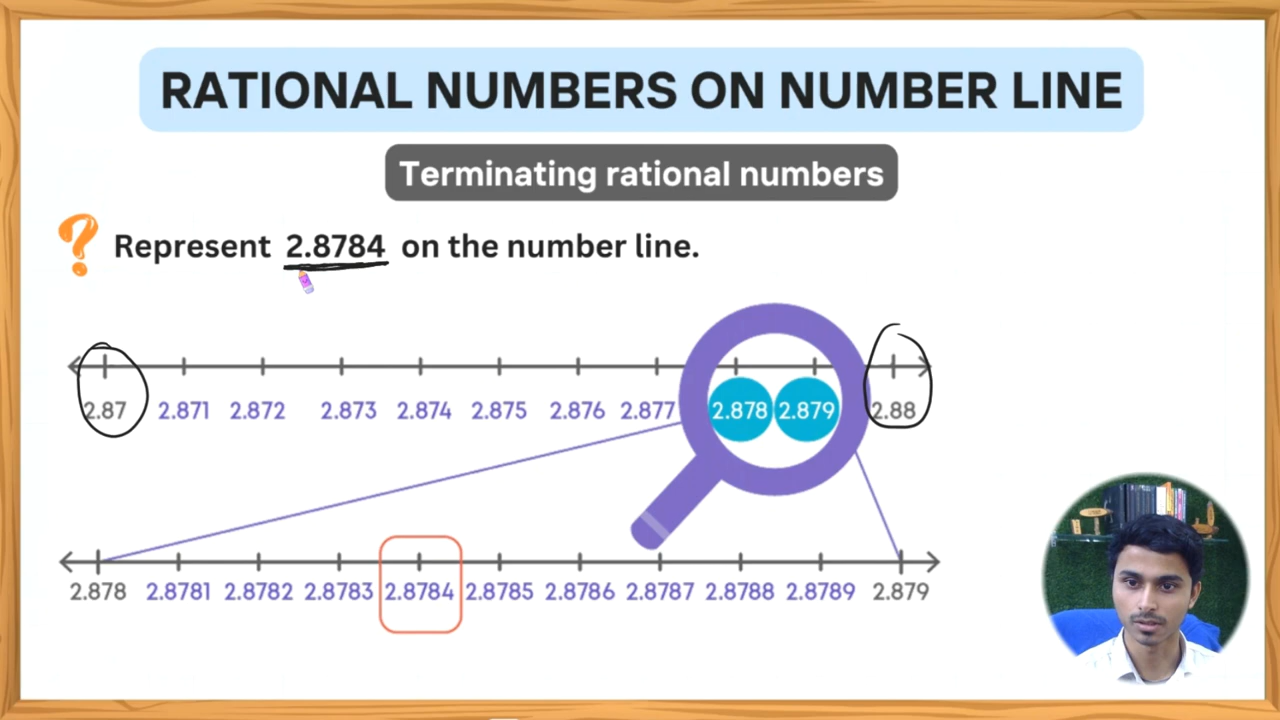 RATIONAL NUMBERS ON NUMBER LINE
Terminating rational numbers
? Represent 2.8784 on the number line.
2.87 2.871 2.872 2.873 2.874 2.875 2.876 2.877 2.878 2.879 2.88
2.878 2.8781 2.8782 2.8783 2.8784 2.8785 2.8786 2.8787 2.8788 2.8789 2.879